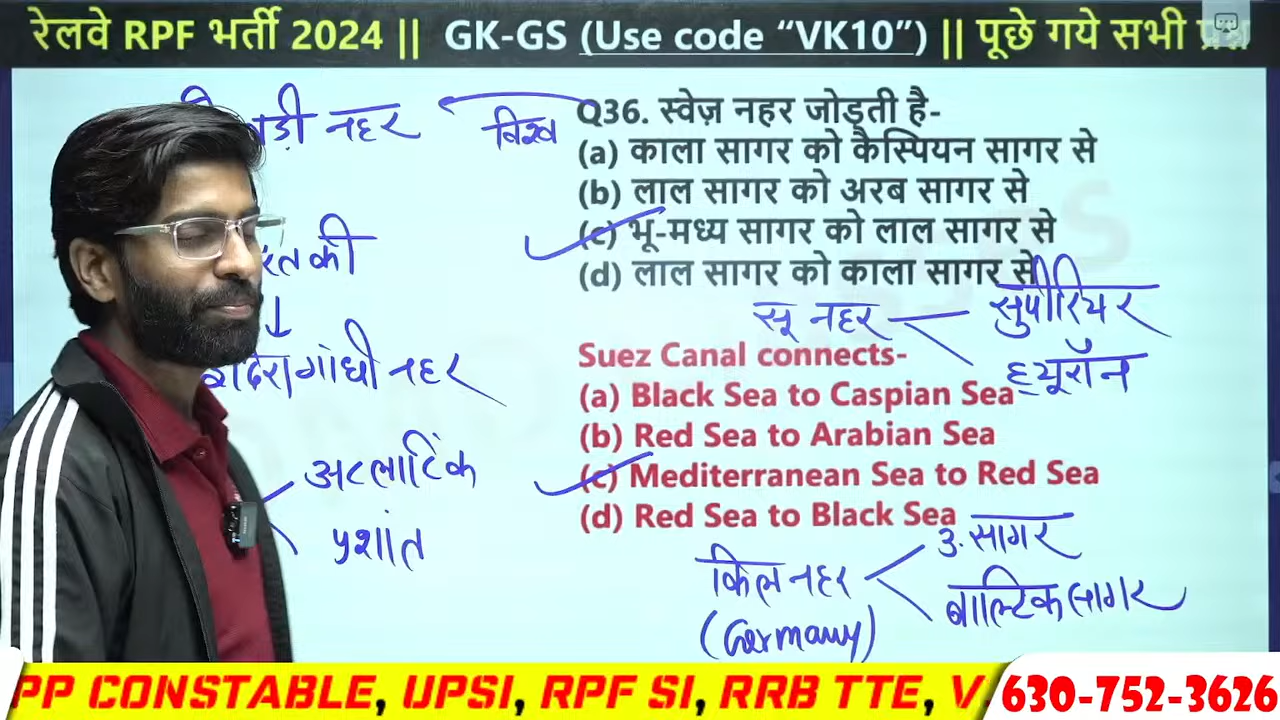 रेलवे RPF भर्ती 2024 || GK-GS (Use code “VK10”) || पूछे गये सभी प्रश्न
ड़ी नहर
विश्व
Q36. स्वेज़ नहर जोड़ती है-
(a) काला सागर को कैस्पियन सागर से
(b) लाल सागर को अरब सागर से
(c) भू-मध्य सागर को लाल सागर से
(d) लाल सागर को काला सागर से
रत की
सू नहर
सुपीरियर
ह्यूरॉन
गांधी नहर
Suez Canal connects-
(a) Black Sea to Caspian Sea
(b) Red Sea to Arabian Sea
(c) Mediterranean Sea to Red Sea
(d) Red Sea to Black Sea
अटलांटिक
प्रशांत
कील नहर
(Germany)
उ. सागर
बाल्टिक सागर
PP CONSTABLE, UPSI, RPF SI, RRB TTE, V
630-752-3626